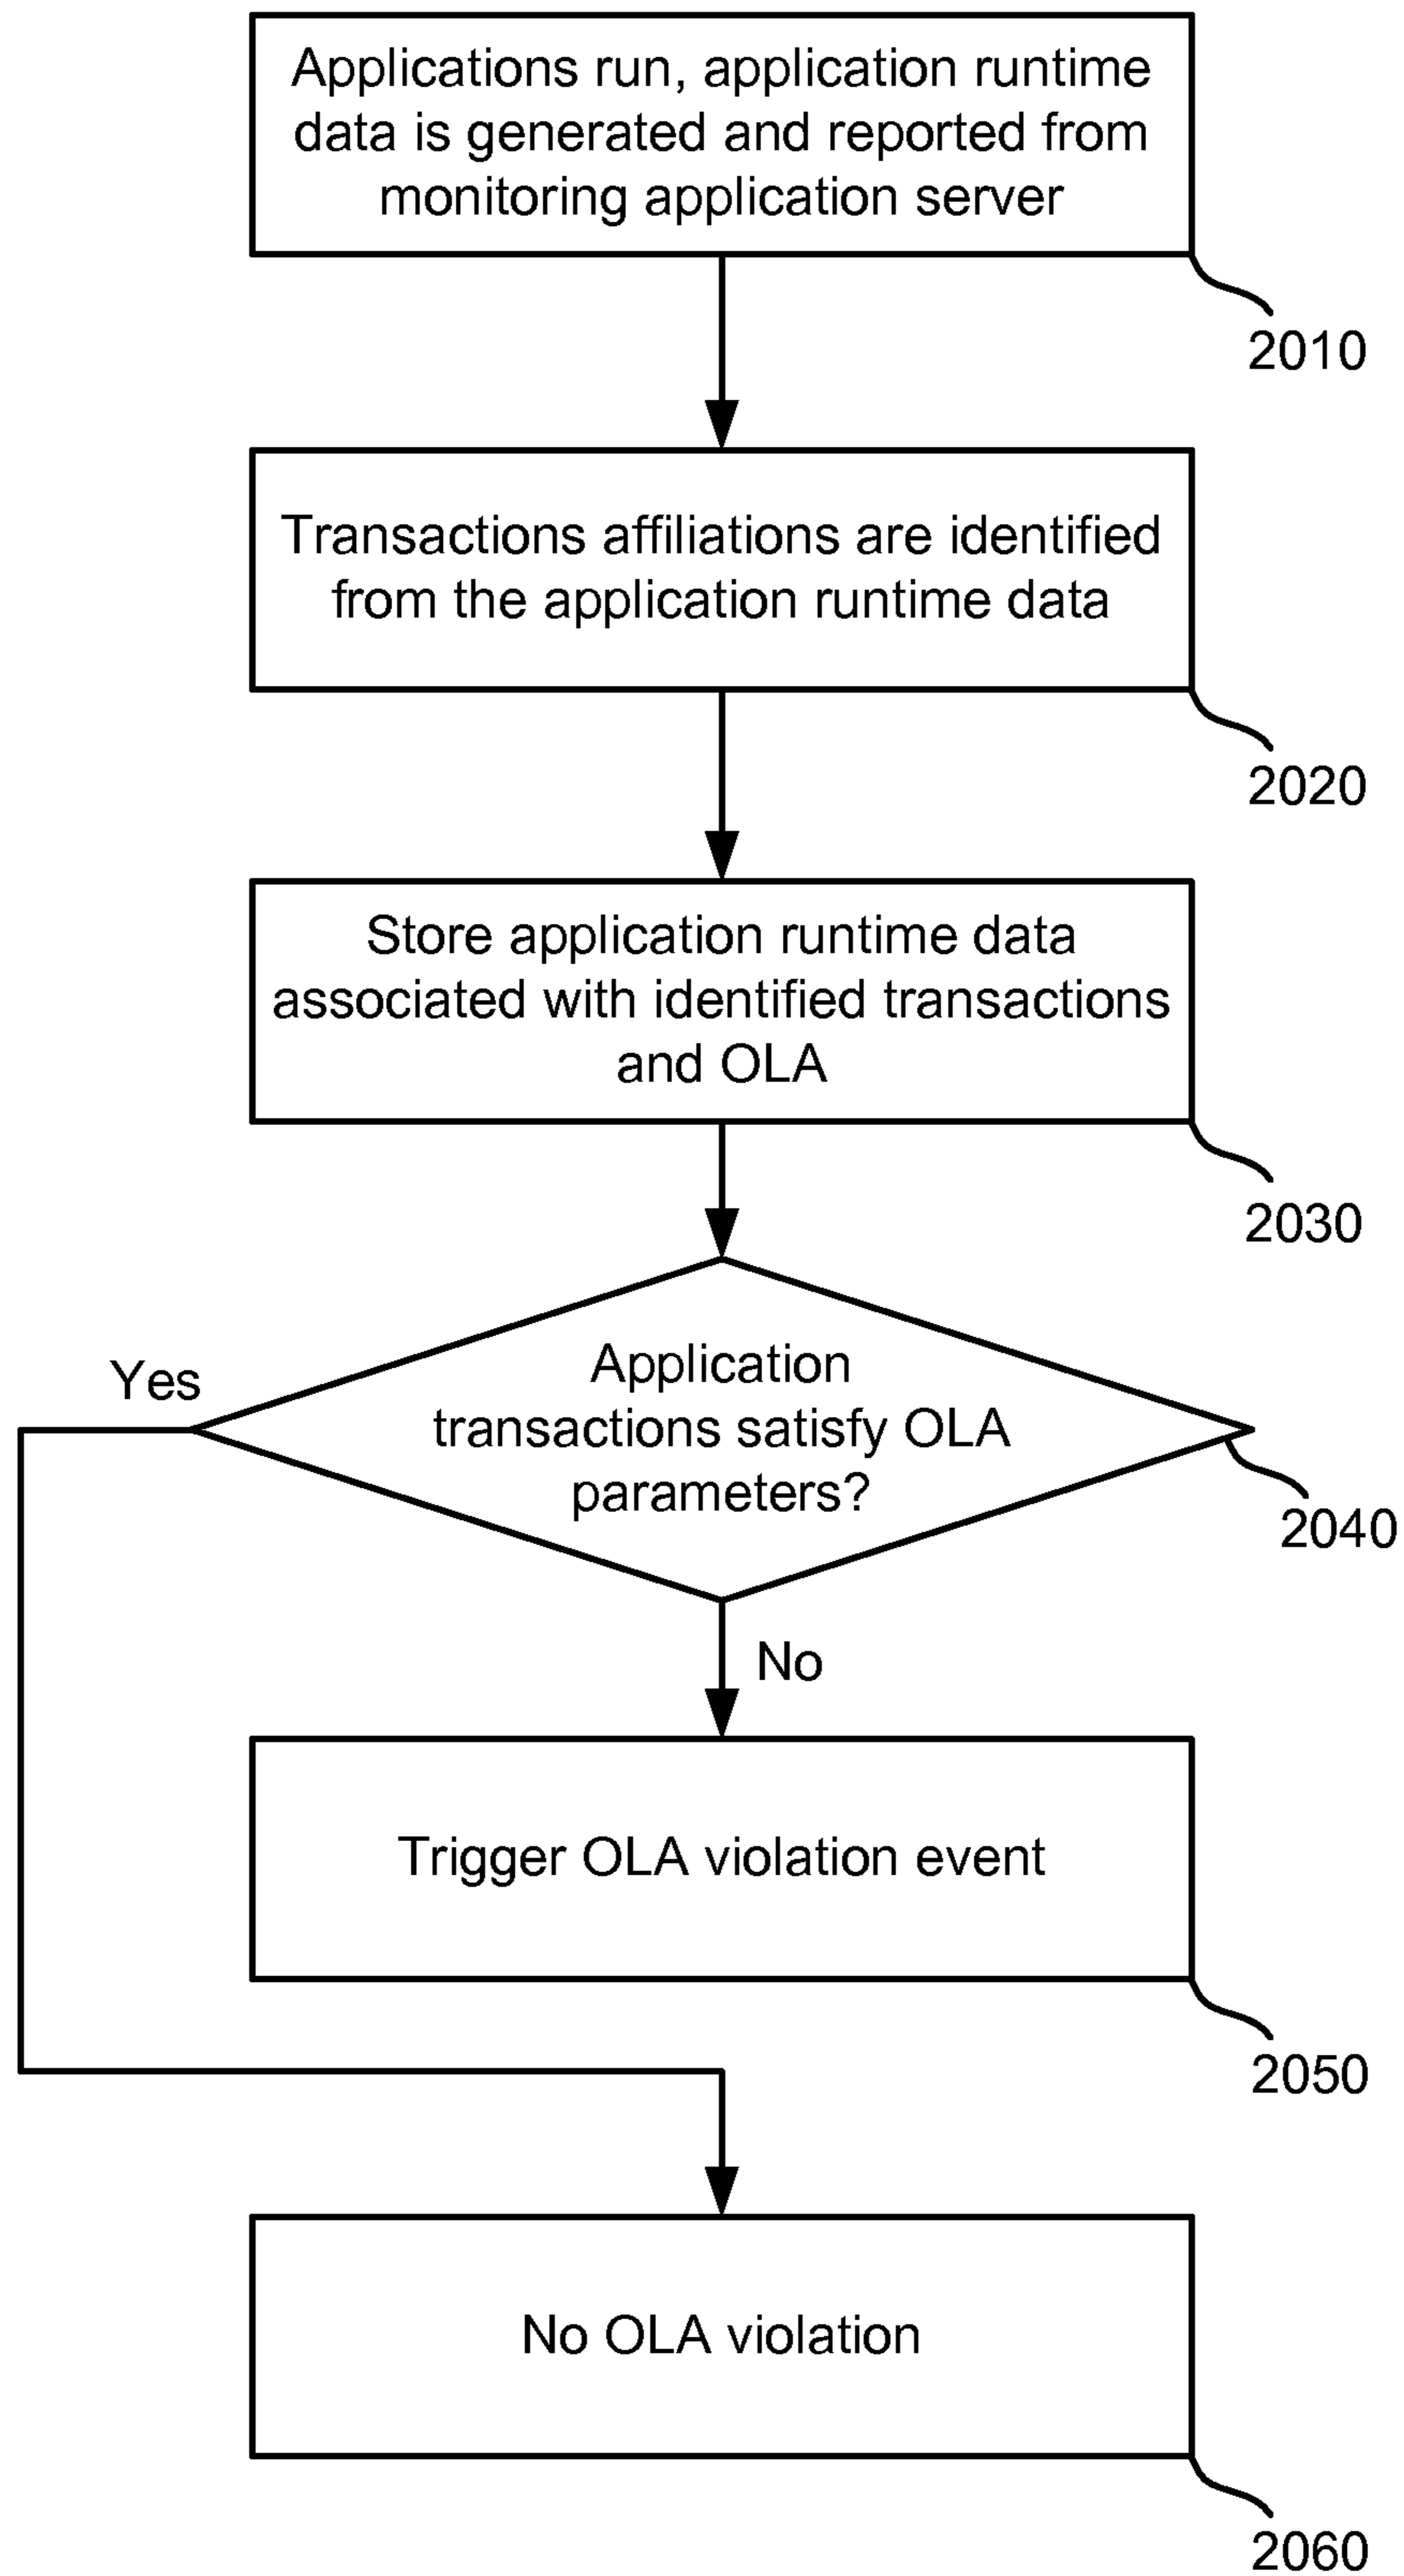 Applications run, application runtime
data is generated and reported from
monitoring application server
2010
Transactions affiliations are identified
from the application runtime data
2020
Store application runtime data
associated with identified transactions
and OLA
2030
Yes
Application
transactions satisfy OLA
parameters?
2040
No
Trigger OLA violation event
2050
No OLA violation
2060